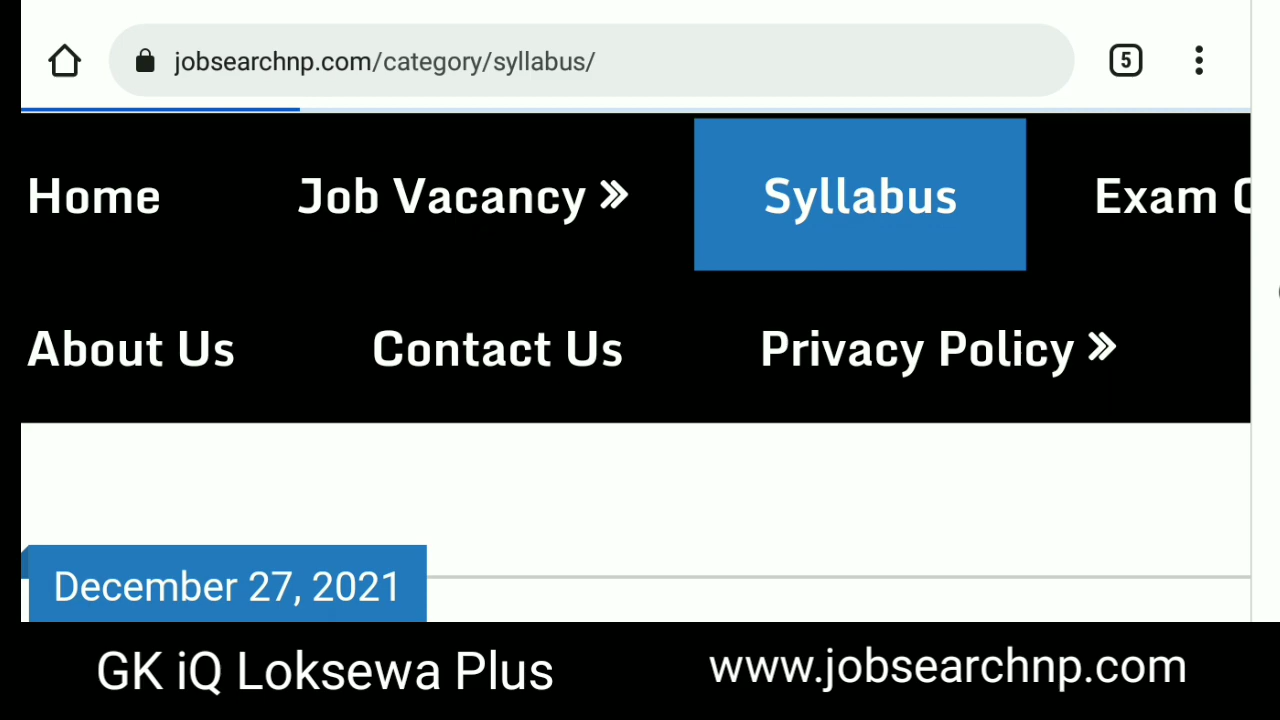 jobsearchnp.com/category/syllabus/ 5
Home Job Vacancy » Syllabus Exam
About Us Contact Us Privacy Policy »
December 27, 2021
GK iQ Loksewa Plus www.jobsearchnp.com